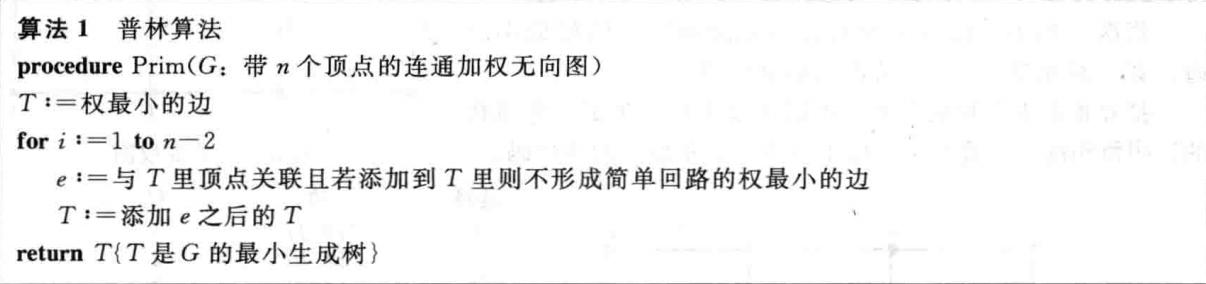 算法1 普林算法
procedure Prim(G：带 n 个顶点的连通加权无向图)
T:=权最小的边
for i:=1 to n-2
e:=与 T 里顶点关联且若添加到 T 里则不形成简单回路的权最小的边
T:=添加 e 之后的 T
return T{T 是 G 的最小生成树}